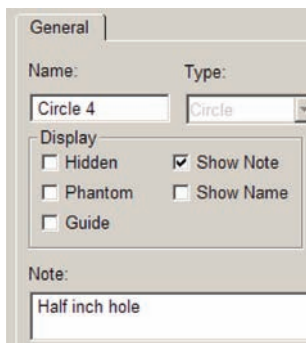 General
Name: Type:
Circle 4 Circle
Display
Hidden Show Note
Phantom Show Name
Guide
Note:
Half inch hole